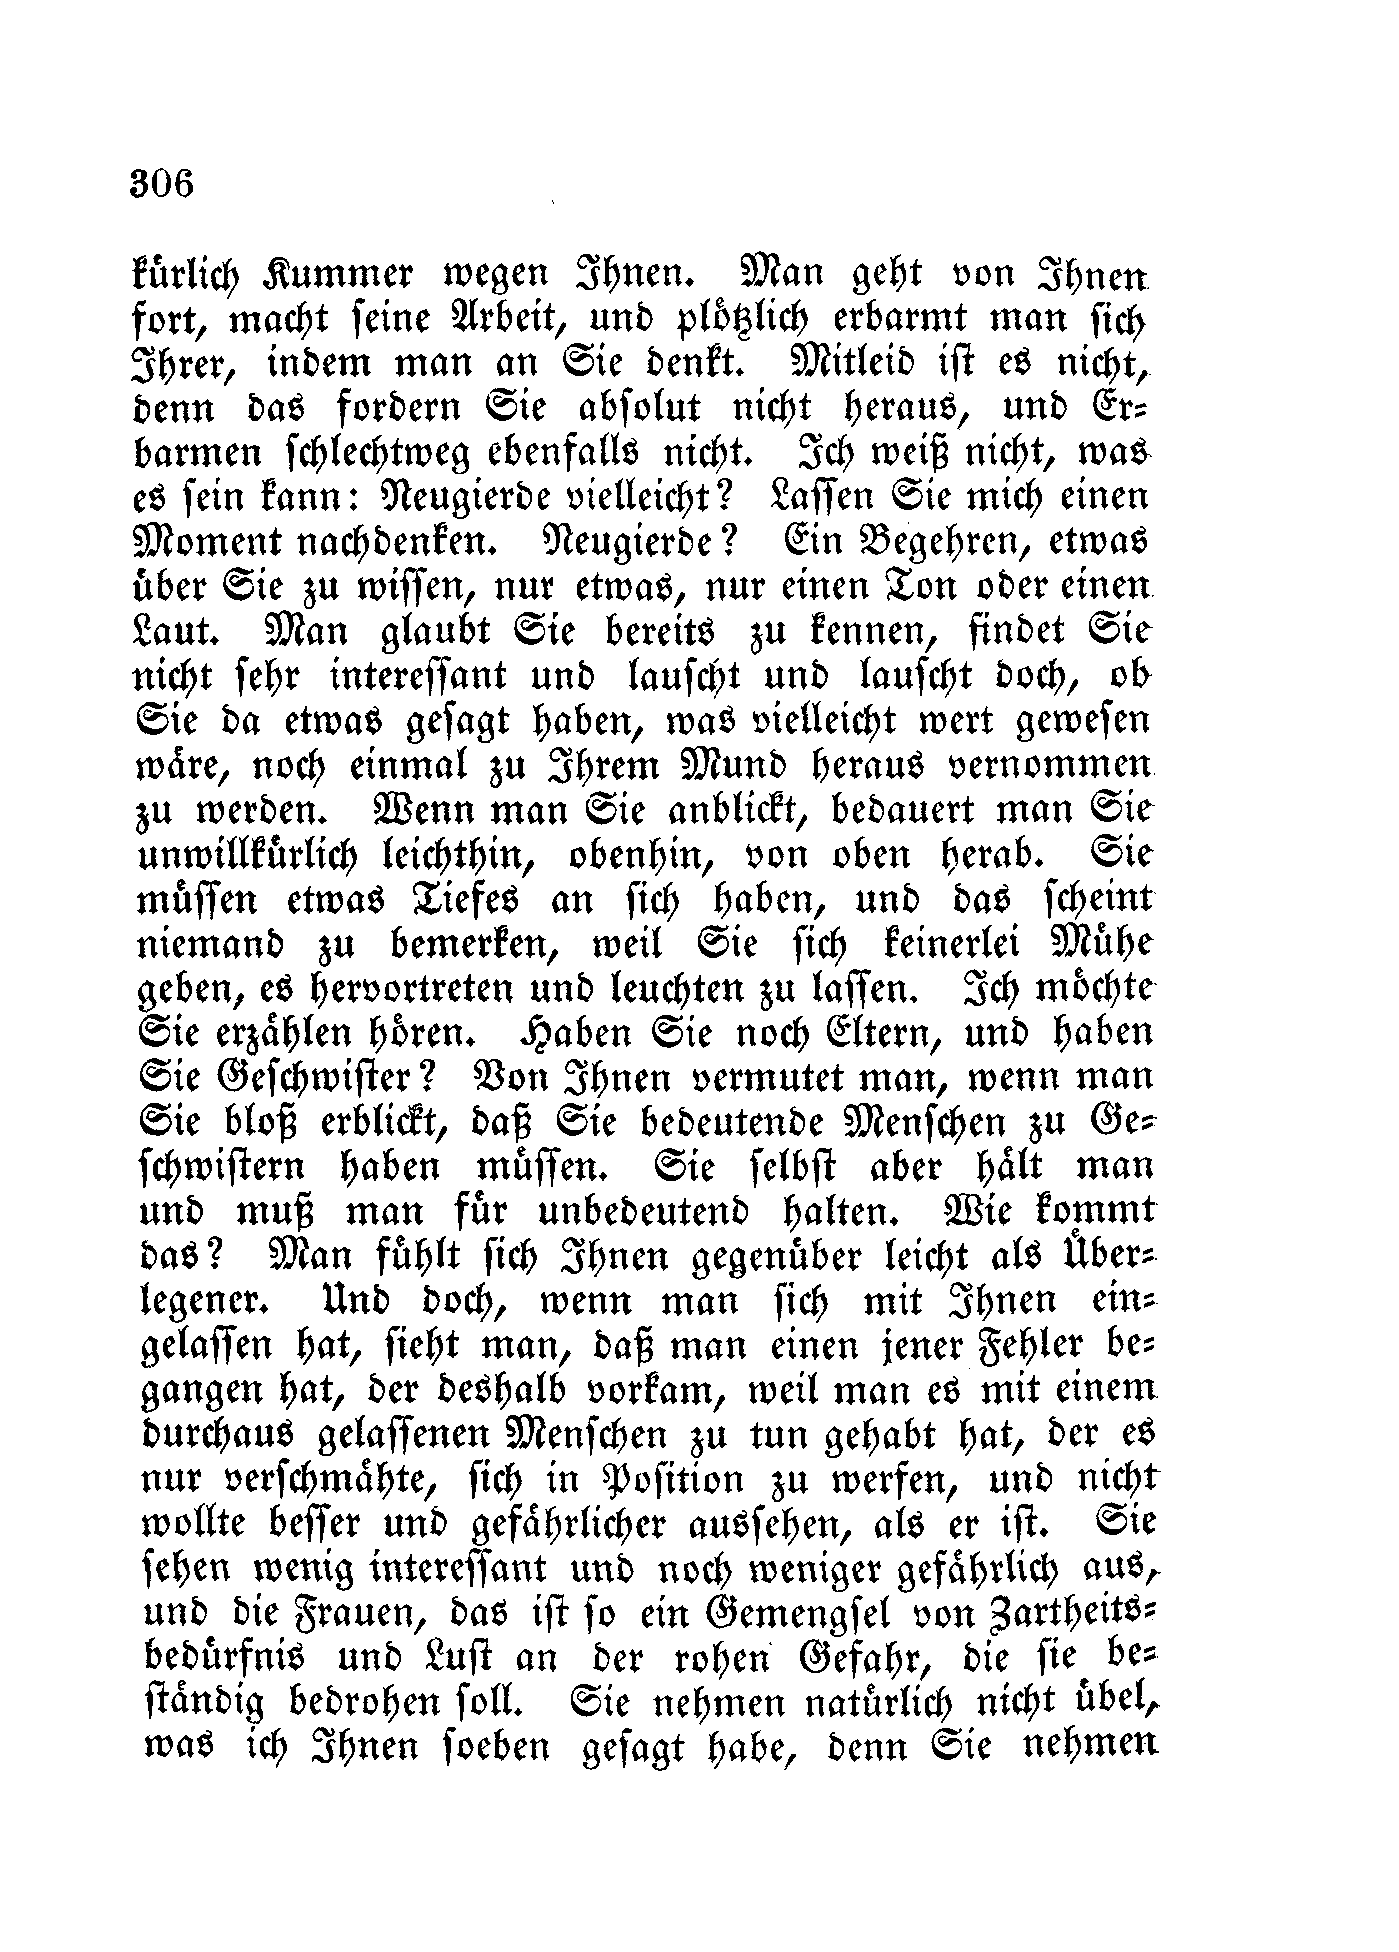 306
kürlich Kummer wegen Ihnen. Man geht von Ihnen
fort, macht seine Arbeit, und plötzlich erbarmt man sich
Ihrer, indem man an Sie denkt. Mitleid ist es nicht,
denn das fordern Sie absolut nicht heraus, und Er-
barmen schlechtweg ebenfalls nicht. Ich weiß nicht, was
es sein kann: Neugierde vielleicht? Lassen Sie mich einen
Moment nachdenken. Neugierde? Ein Begehren, etwas
über Sie zu wissen, nur etwas, nur einen Ton oder einen
Laut. Man glaubt Sie bereits zu kennen, findet Sie
nicht sehr interessant und lauscht und lauscht doch, ob
Sie da etwas gesagt haben, was vielleicht wert gewesen
wäre, noch einmal zu Ihrem Mund heraus vernommen
zu werden. Wenn man Sie anblickt, bedauert man Sie
unwillkürlich leichthin, obenhin, von oben herab. Sie
müssen etwas Tiefes an sich haben, und das scheint
niemand zu bemerken, weil Sie sich keinerlei Mühe
geben, es hervortreten und leuchten zu lassen. Ich möchte
Sie erzählen hören. Haben Sie noch Eltern, und haben
Sie Geschwister? Von Ihnen vermutet man, wenn man
Sie bloß erblickt, daß Sie bedeutende Menschen zu Ge-
schwistern haben müssen. Sie selbst aber hält man
und muß man für unbedeutend halten. Wie kommt
das? Man fühlt sich Ihnen gegenüber leicht als Über-
legener. Und doch, wenn man sich mit Ihnen ein-
gelassen hat, sieht man, daß man einen jener Fehler be-
gangen hat, der deshalb vorkam, weil man es mit einem
durchaus gelassenen Menschen zu tun gehabt hat, der es
nur verschmähte, sich in Position zu werfen, und nicht
wollte besser und gefährlicher aussehen, als er ist. Sie
sehen wenig interessant und noch weniger gefährlich aus,
und die Frauen, das ist so ein Gemengsel von Zartheits-
bedürfnis und Lust an der rohen Gefahr, die sie be-
ständig bedrohen soll. Sie nehmen natürlich nicht übel,
was ich Ihnen soeben gesagt habe, denn Sie nehmen